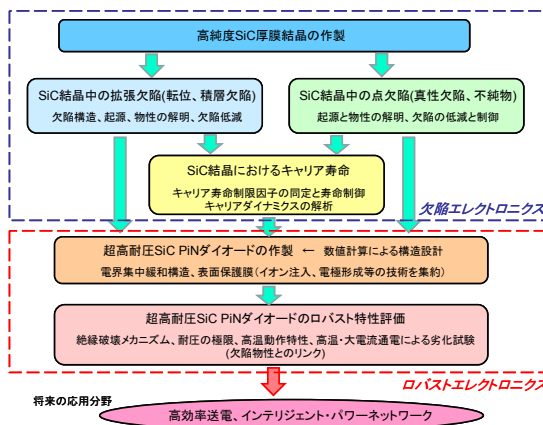 高純度SiC厚膜結晶の作製
SiC結晶中の拡張欠陥(転位、積層欠陥)
欠陥構造、起源、物性の解明、欠陥低減
SiC結晶中の点欠陥(真性欠陥、不純物)
起源と物性の解明、欠陥の低減と制御
SiC結晶におけるキャリア寿命
キャリア寿命制限因子の同定と寿命制御
キャリアダイナミクスの解析
欠陥エレクトロニクス
超高耐圧SiC PiNダイオードの作製 ← 数値計算による構造設計
電界集中緩和構造、表面保護膜(イオン注入、電極形成等の技術を集約)
超高耐圧SiC PiNダイオードのロバスト特性評価
絶縁破壊メカニズム、耐圧の極限、高温動作特性、高温・大電流通電による劣化試験
(欠陥物性とのリンク)
ロバストエレクトロニクス
将来の応用分野
高効率送電、インテリジェント・パワーネットワーク